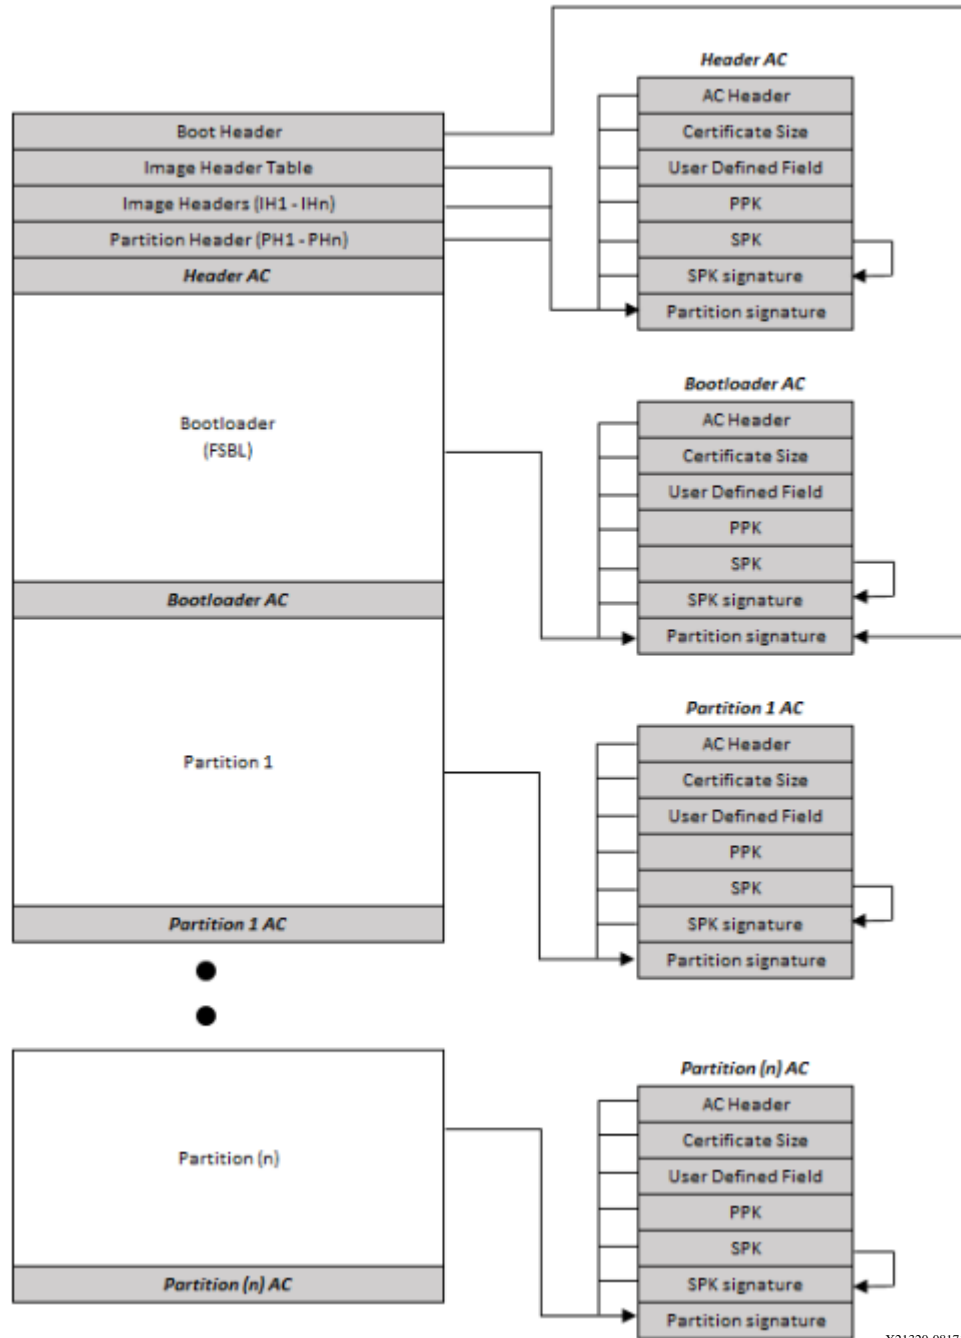 Header AC
AC Header
Certificate Size
User Defined Field
PPK
SPK
SPK signature
Partition signature
Boot Header
Image Header Table
Image Headers (IH1 - IHn)
Partition Header (PH1 - PHn)
Header AC
Bootloader
(FSBL)
Bootloader AC
Partition 1
Partition 1 AC
Partition (n)
Partition (n) AC
Bootloader AC
AC Header
Certificate Size
User Defined Field
PPK
SPK
SPK signature
Partition signature
Partition 1 AC
AC Header
Certificate Size
User Defined Field
PPK
SPK
SPK signature
Partition signature
Partition (n) AC
AC Header
Certificate Size
User Defined Field
PPK
SPK
SPK signature
Partition signature